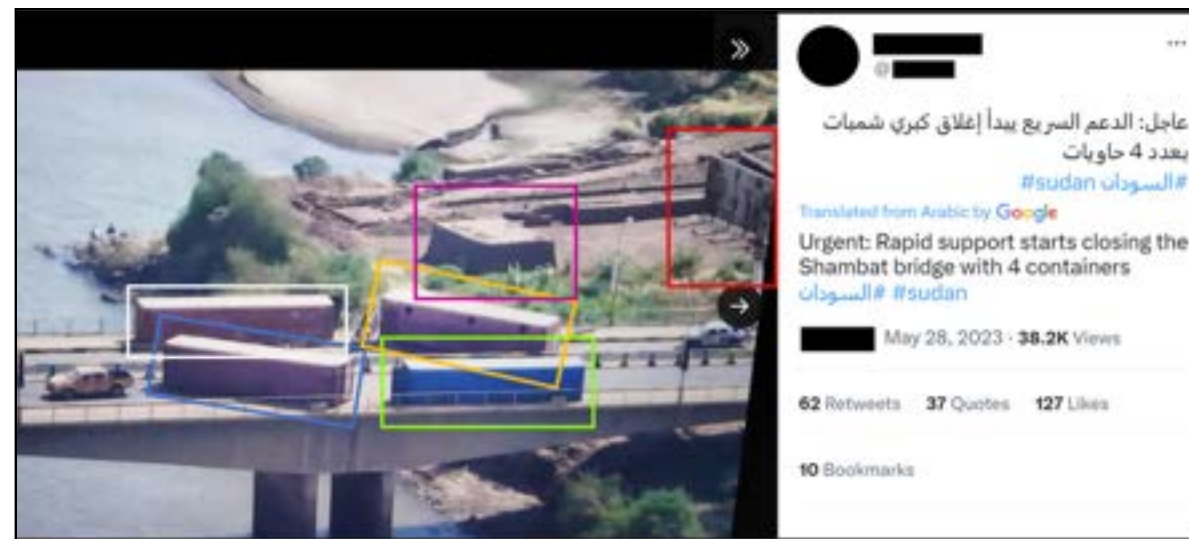 @
عاجل: الدعم السريع يبدأ إغلاق كبري شمبات
بعدد 4 حاويات
#السودان #sudan
Translated from Arabic by Google
Urgent: Rapid support starts closing the
Shambat bridge with 4 containers
#السودان #sudan
May 28, 2023 · 38.2K Views
62 Retweets 37 Quotes 127 Likes
10 Bookmarks